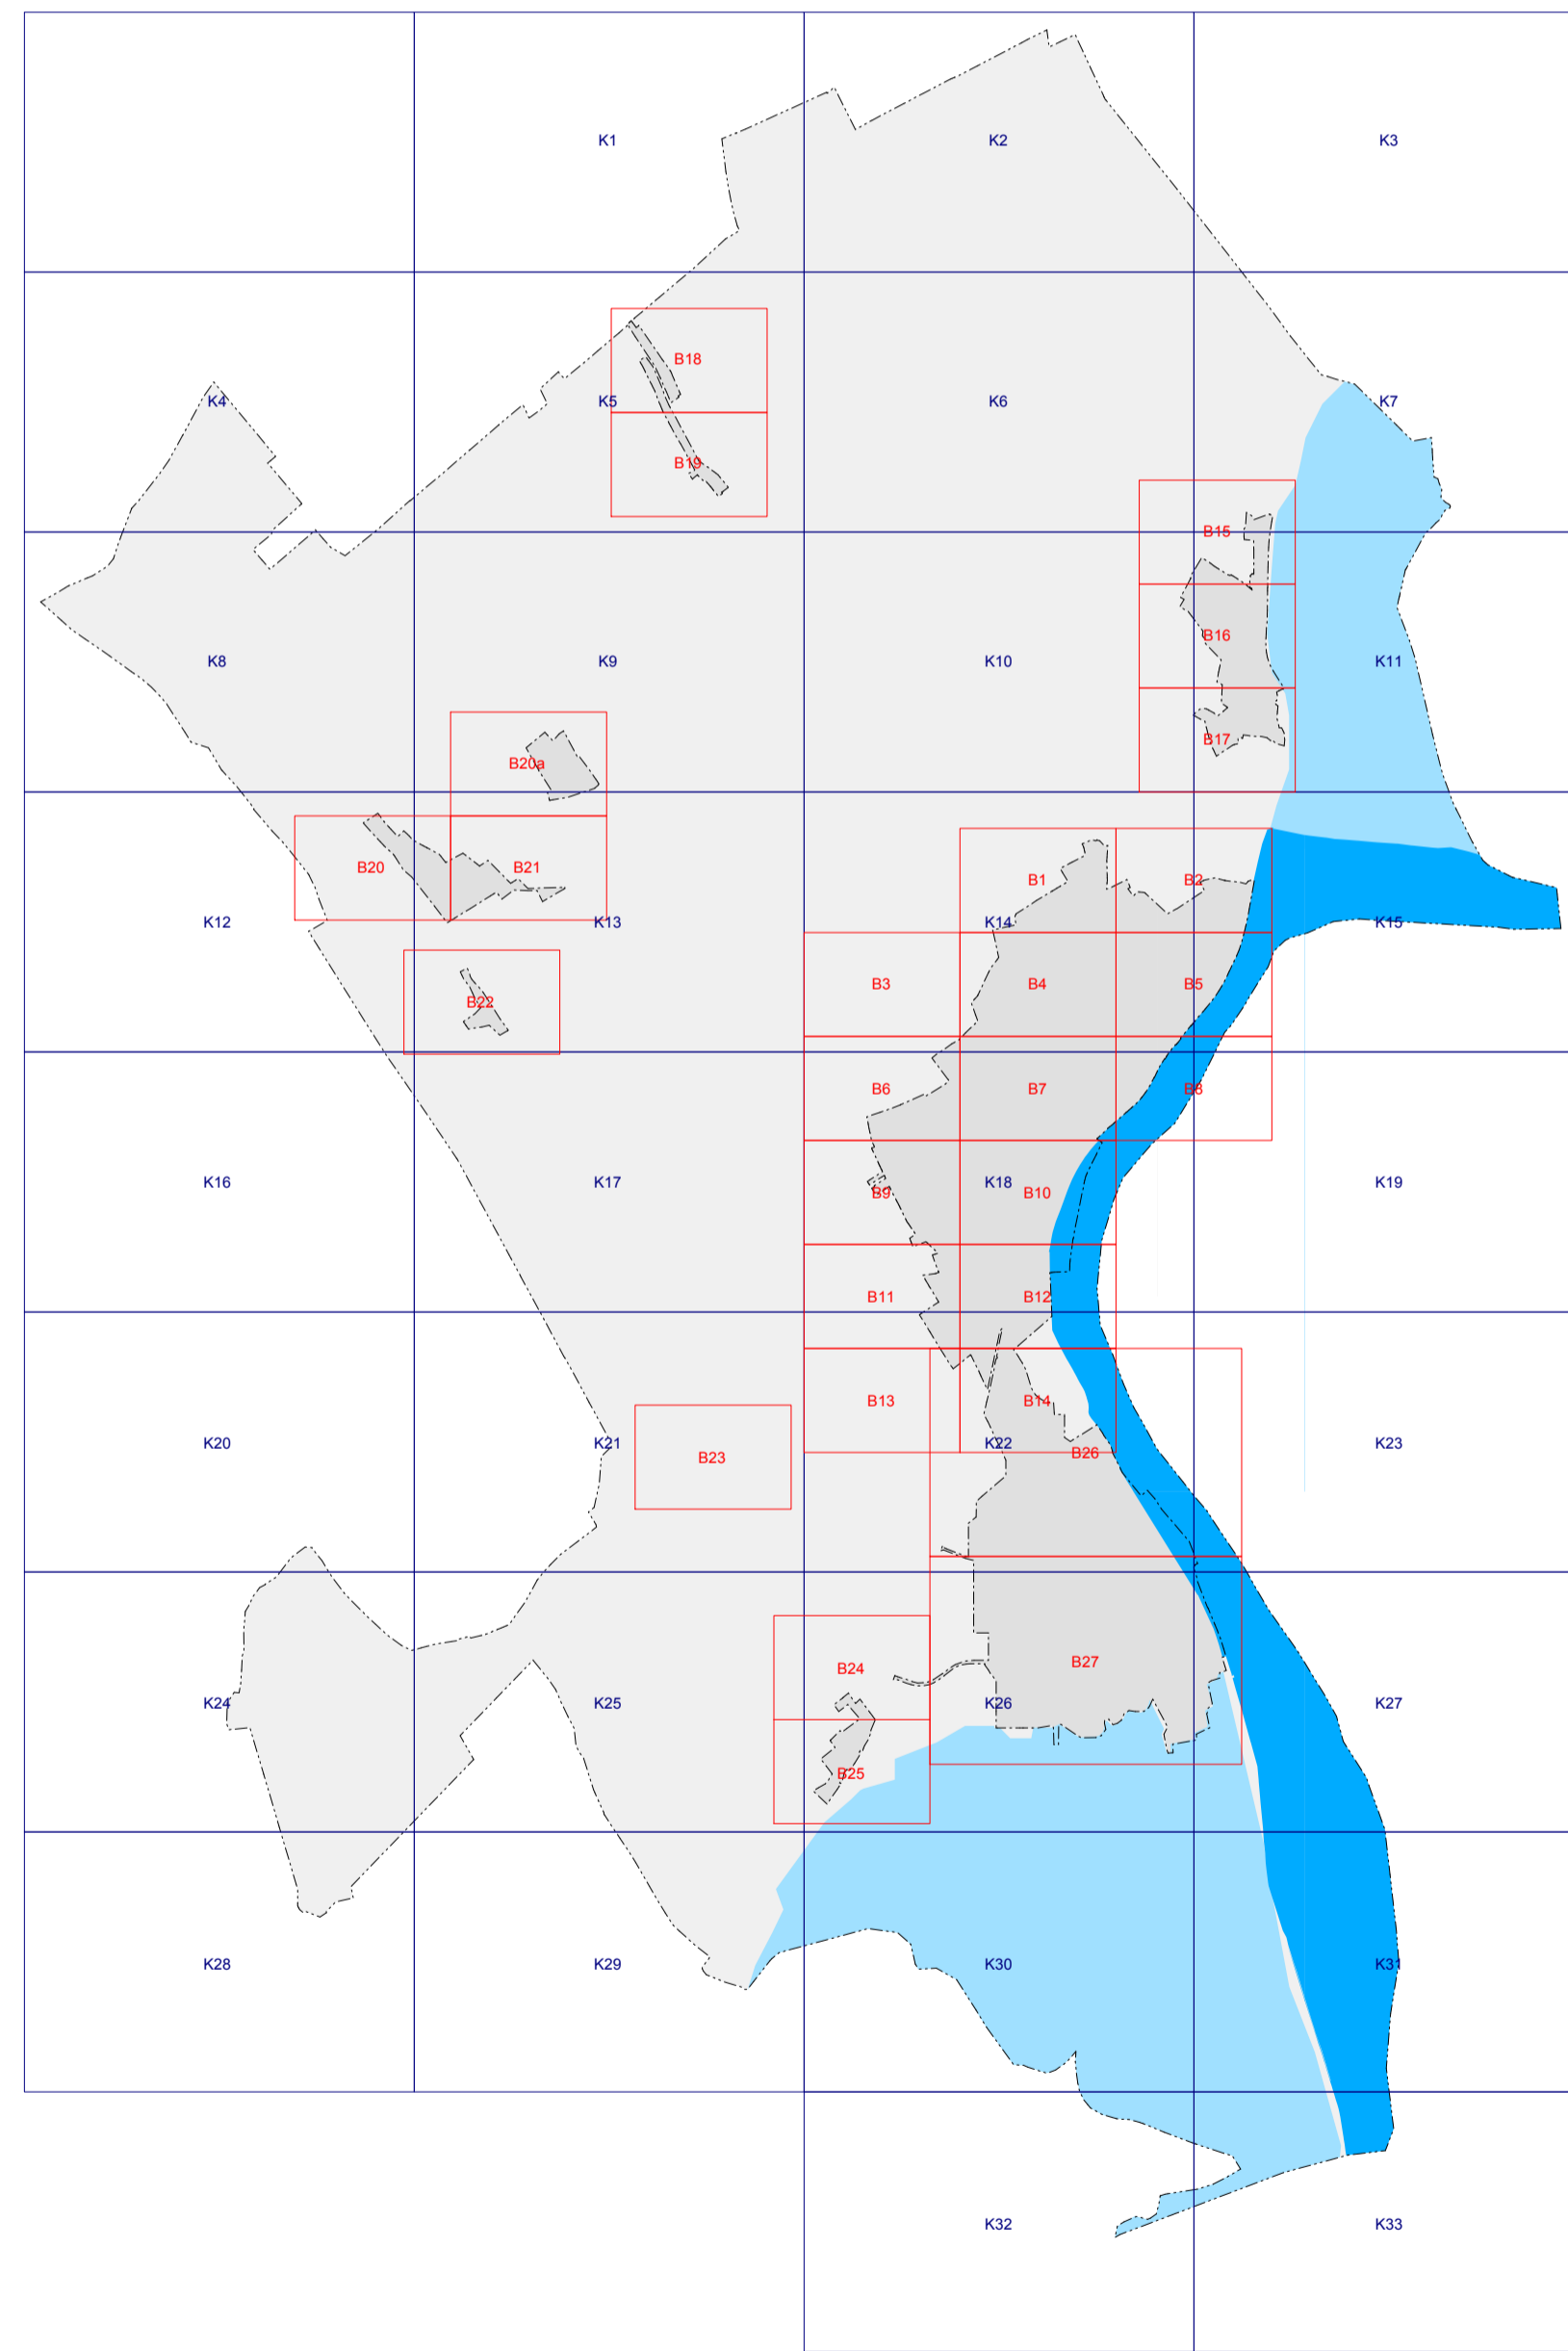 K1 K2 K3
B18
K4 K5 K6 K7
B19
B15
B16
K8 K9 K10 K11
B17
B20a
B20 B21 B1 B2
K12 K13 K14 K15
B3 B4 B5
B22
B6 B7 B8
K16 K17 K18 K19
B9 B10
B11 B12
B13 B14
K20 K21 K22 K23
B23 B26
B24 B27
K24 K25 K26 K27
B25
K28 K29 K30 K31
K32 K33